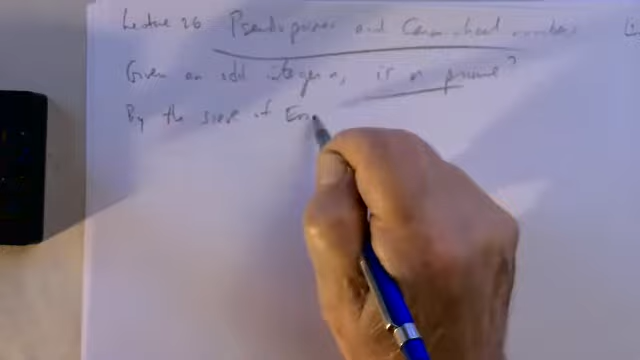 Lecture 26 Pseudoprimes and Carmichael numbers
Given an odd integer n, is n prime?
By the sieve of Era